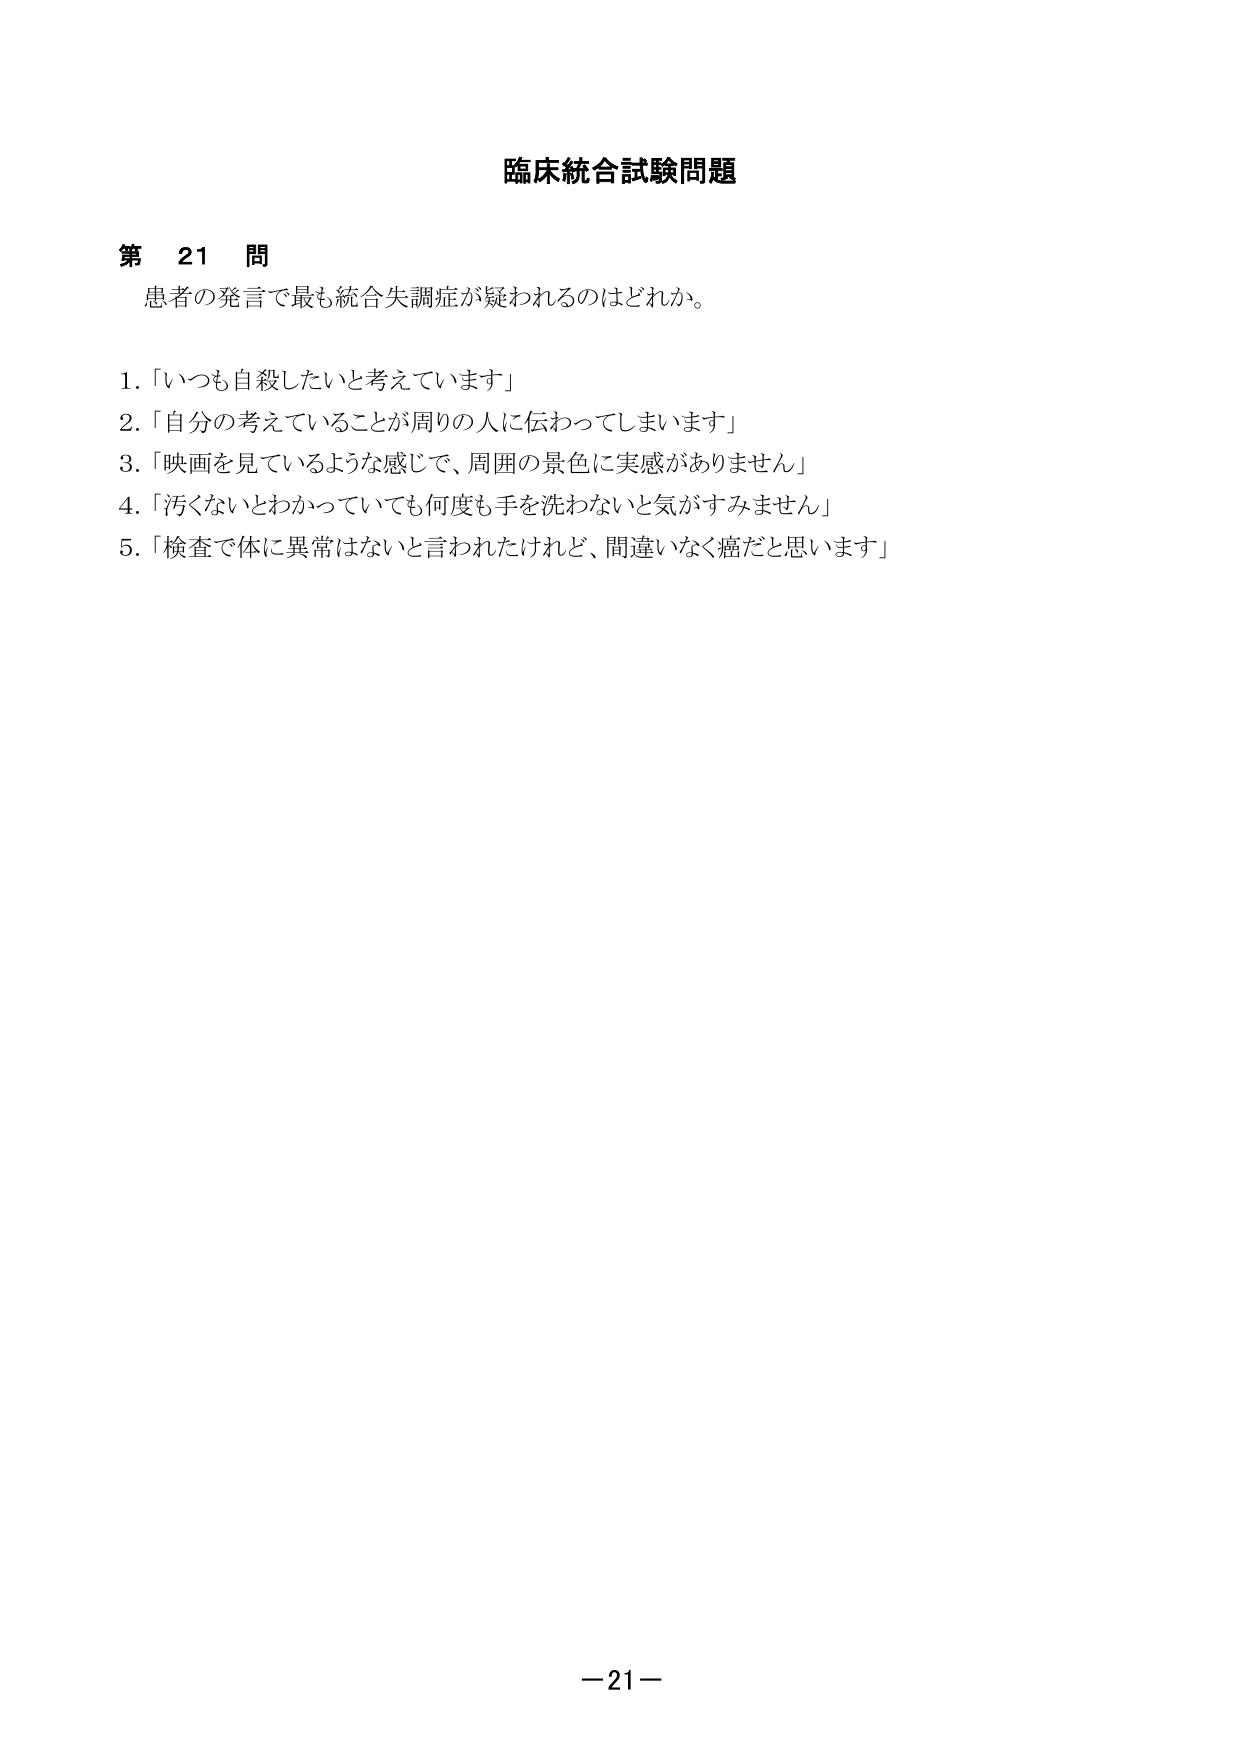 臨床統合試験問題
第　21　問
患者の発言で最も統合失調症が疑われるのはどれか。
1.「いつも自殺したいと考えています」
2.「自分の考えていることが周りの人に伝わってしまいます」
3.「映画を見ているような感じで、周囲の景色に実感がありません」
4.「汚くないとわかっていても何度も手を洗わないと気がすみません」
5.「検査で体に異常はないと言われたけれど、間違いなく癌だと思います」
―21―